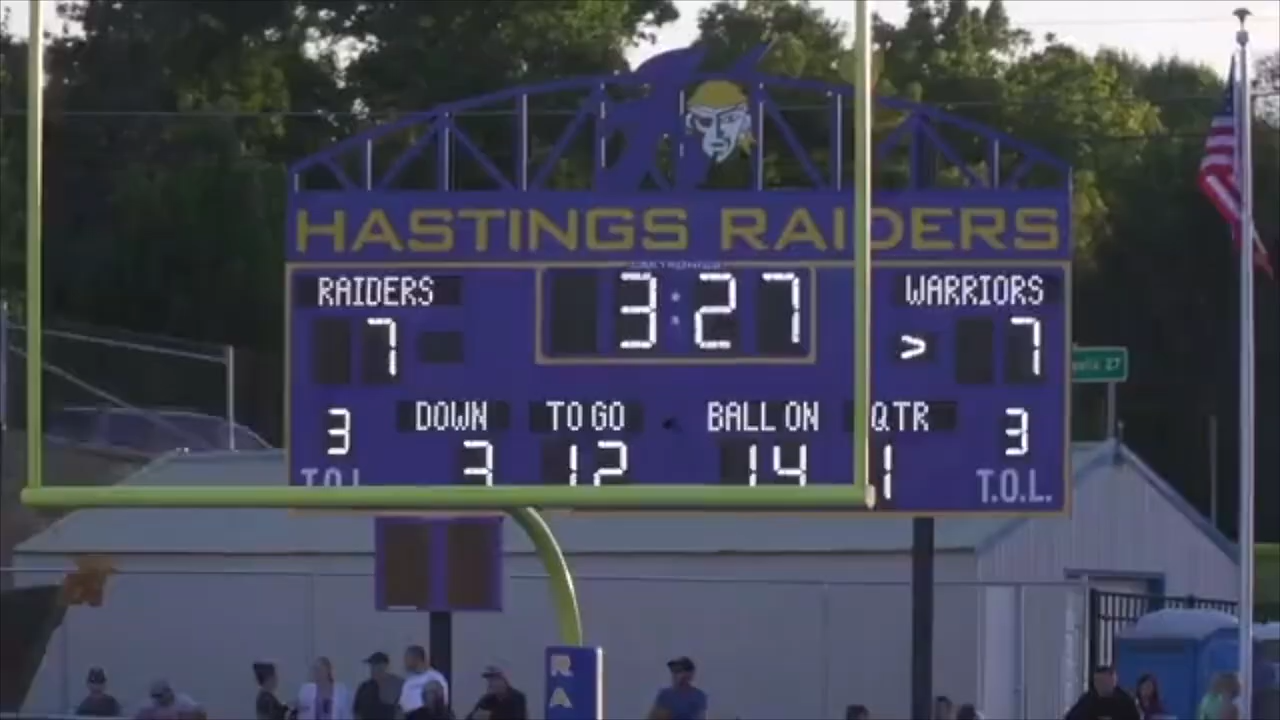 HASTINGS RAIDERS
RAIDERS 3:27 WARRIORS
7 > 7
DOWN TO GO BALL ON QTR
3 3 12 14 1 3
T.O.L. T.O.L.
27
R
A